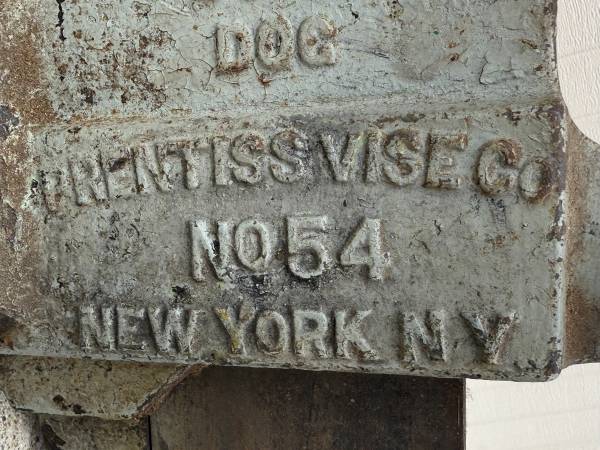 DOG
PRENTISS VISE CO
NO 54
NEW YORK N Y